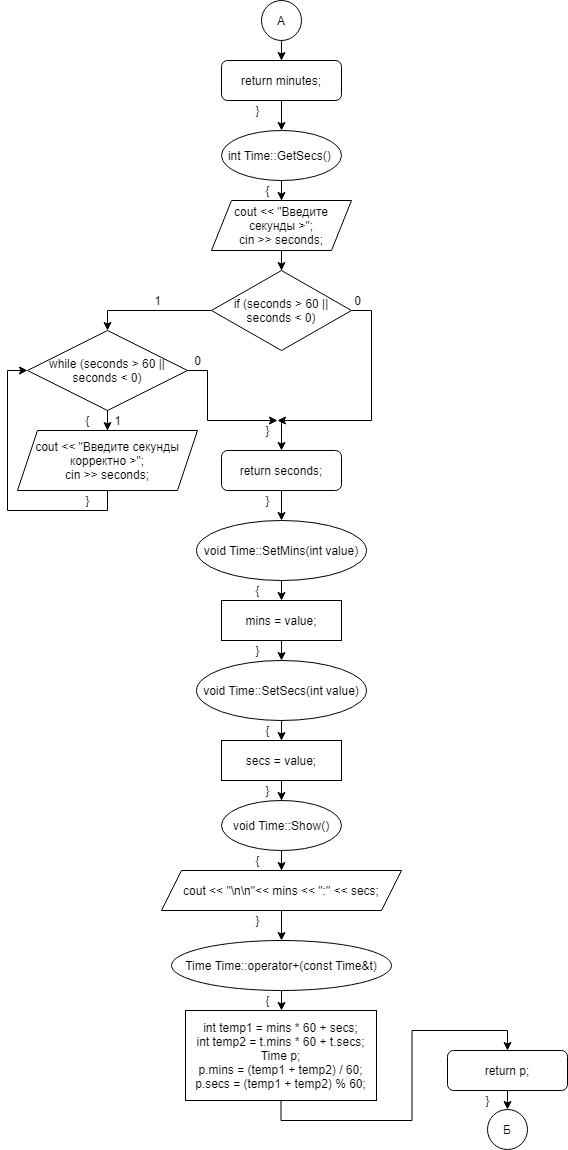 А
return minutes;
}
int Time::GetSecs()
{
cout << "Введите
секунды >";
cin >> seconds;
if (seconds > 60 ||
seconds < 0)
1
0
while (seconds > 60 ||
seconds < 0)
0
{
1
cout << "Введите секунды
корректно >";
cin >> seconds;
}
}
return seconds;
}
void Time::SetMins(int value)
{
mins = value;
}
void Time::SetSecs(int value)
{
secs = value;
}
void Time::Show()
{
cout << "\n\n"<< mins << ":" << secs;
}
Time Time::operator+(const Time&t)
{
int temp1 = mins * 60 + secs;
int temp2 = t.mins * 60 + t.secs;
Time p;
p.mins = (temp1 + temp2) / 60;
p.secs = (temp1 + temp2) % 60;
return p;
}
Б